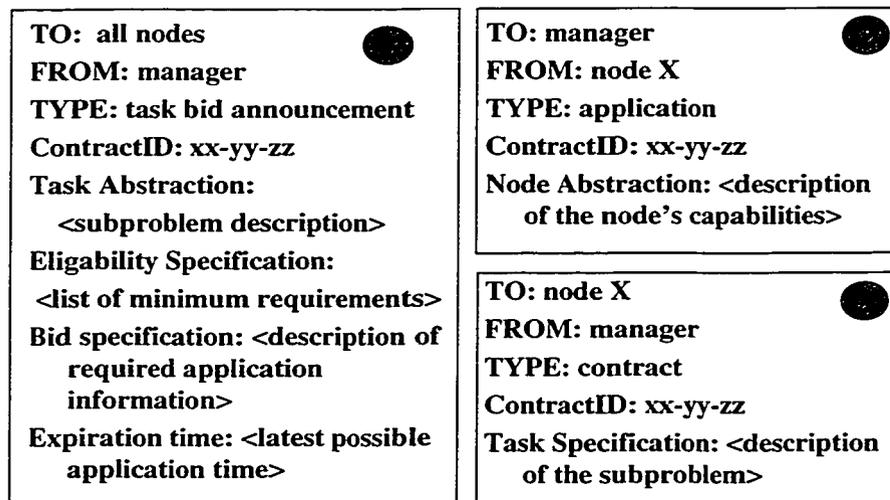 TO: all nodes
FROM: manager
TYPE: task bid announcement
ContractID: xx-yy-zz
Task Abstraction:
<subproblem description>
Eligability Specification:
<list of minimum requirements>
Bid specification: <description of
required application
information>
Expiration time: <latest possible
application time>
TO: manager
FROM: node X
TYPE: application
ContractID: xx-yy-zz
Node Abstraction: <description
of the node's capabilities>
TO: node X
FROM: manager
TYPE: contract
ContractID: xx-yy-zz
Task Specification: <description
of the subproblem>